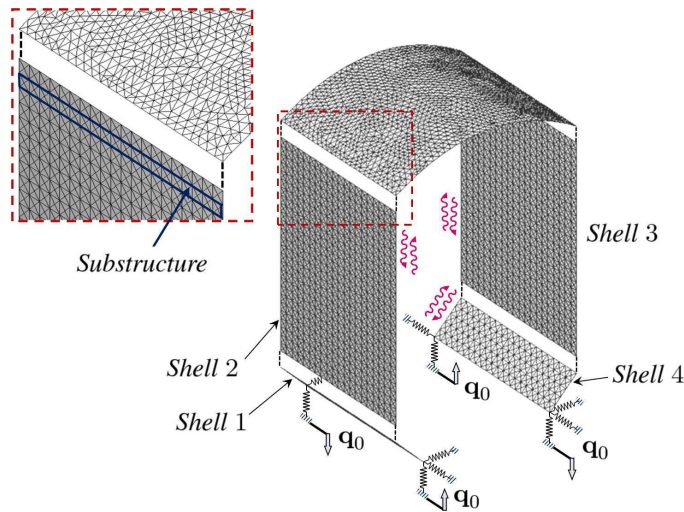 Substructure
Shell 3
Shell 2
Shell 4
Shell 1
q₀
q₀
q₀
q₀